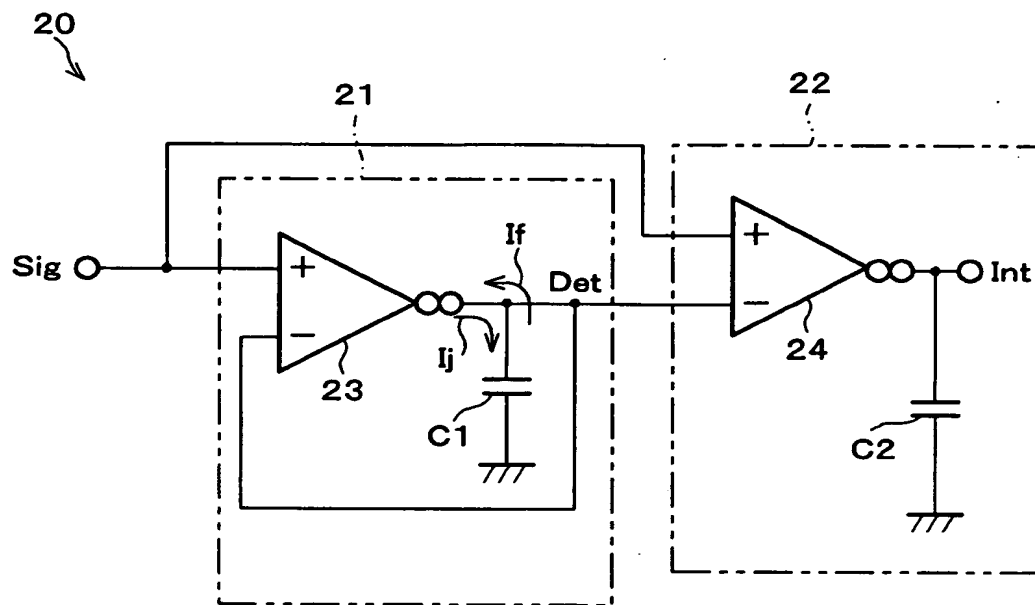 20
21
22
Sig
+
−
23
If
Ij
Det
C1
+
−
24
Int
C2